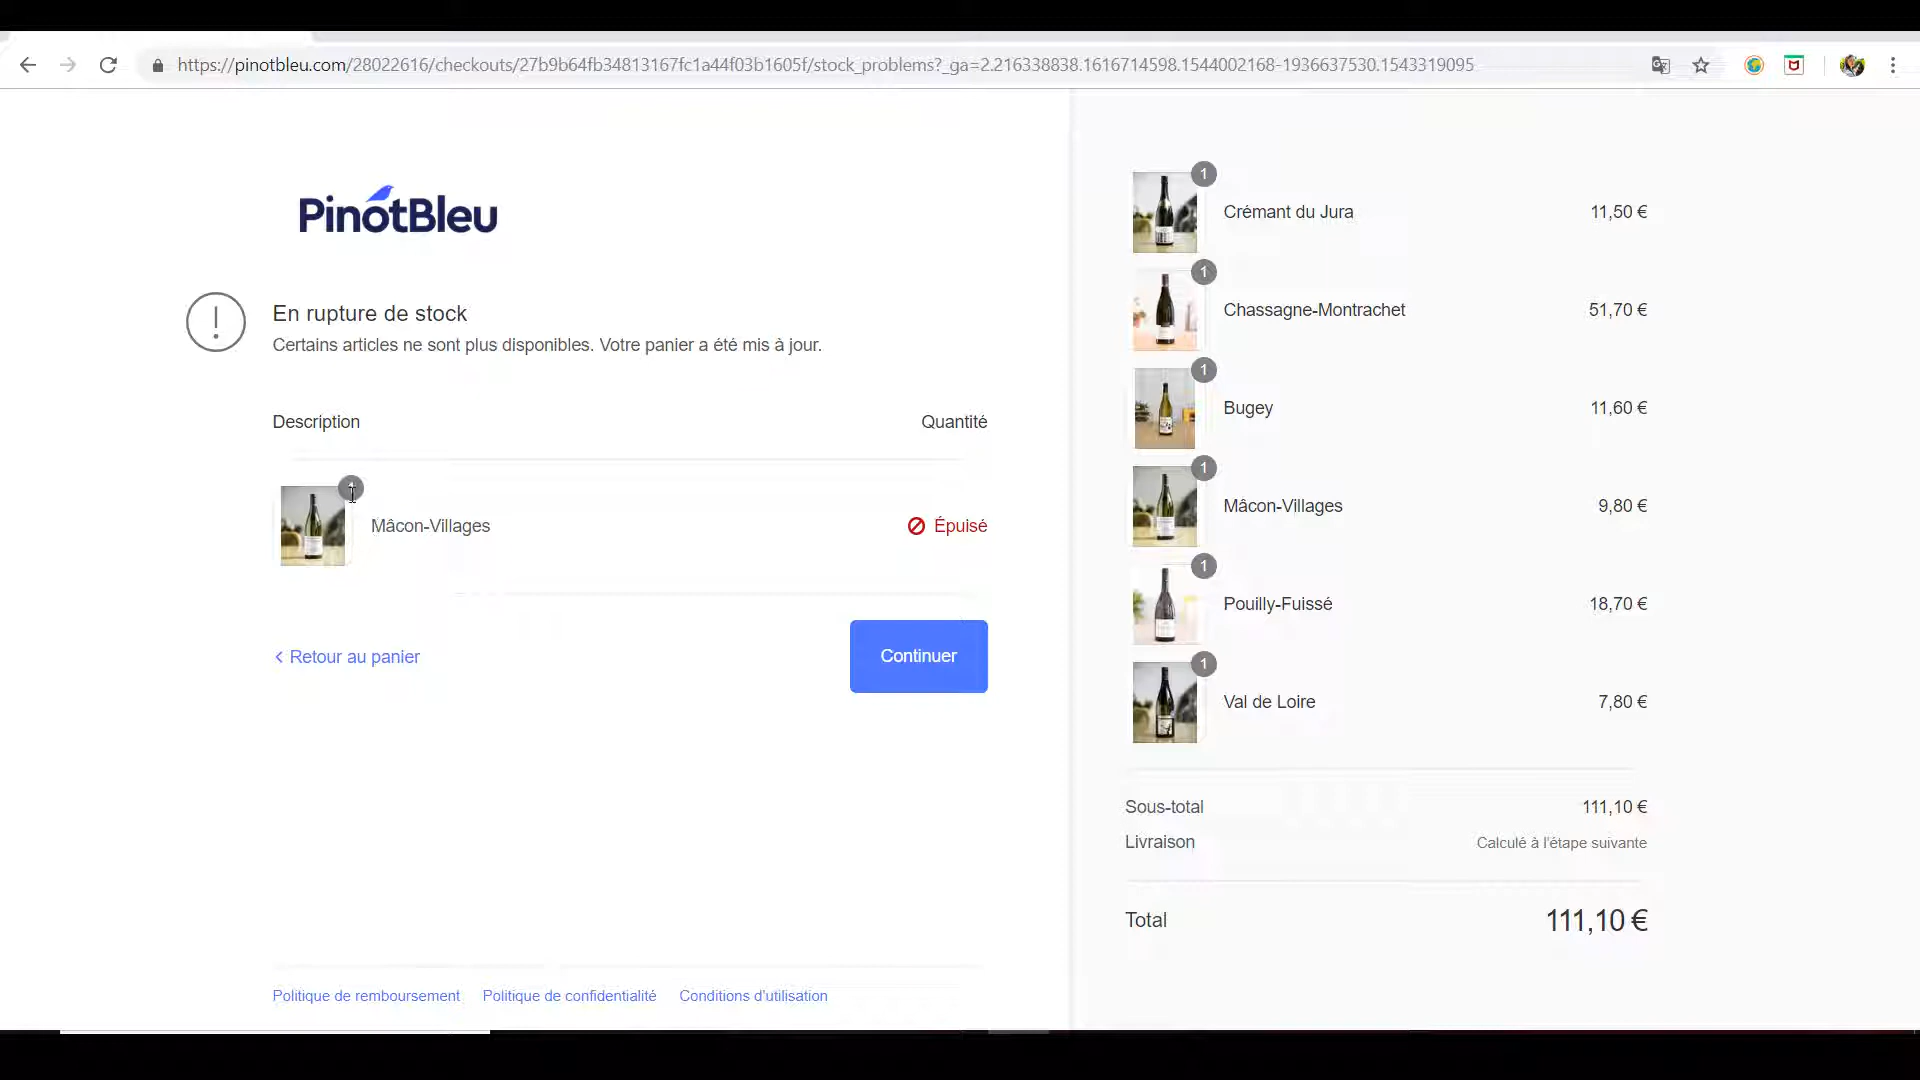 https://pinotbleu.com/28022616/checkouts/27b9b64fb34813167fc1a44f03b1605f/stock_problems?_ga=2.216338838.1616714598.1544002168-1936637530.1543319095
PinotBleu
En rupture de stock
Certains articles ne sont plus disponibles. Votre panier a été mis à jour.
Description Quantité
Mâcon-Villages Épuisé
Retour au panier Continuer
Politique de remboursement Politique de confidentialité Conditions d'utilisation
1
Crémant du Jura 11,50 €
1
Chassagne-Montrachet 51,70 €
1
Bugey 11,60 €
1
Mâcon-Villages 9,80 €
1
Pouilly-Fuissé 18,70 €
1
Val de Loire 7,80 €
Sous-total 111,10 €
Livraison Calculé à l'étape suivante
Total 111,10 €